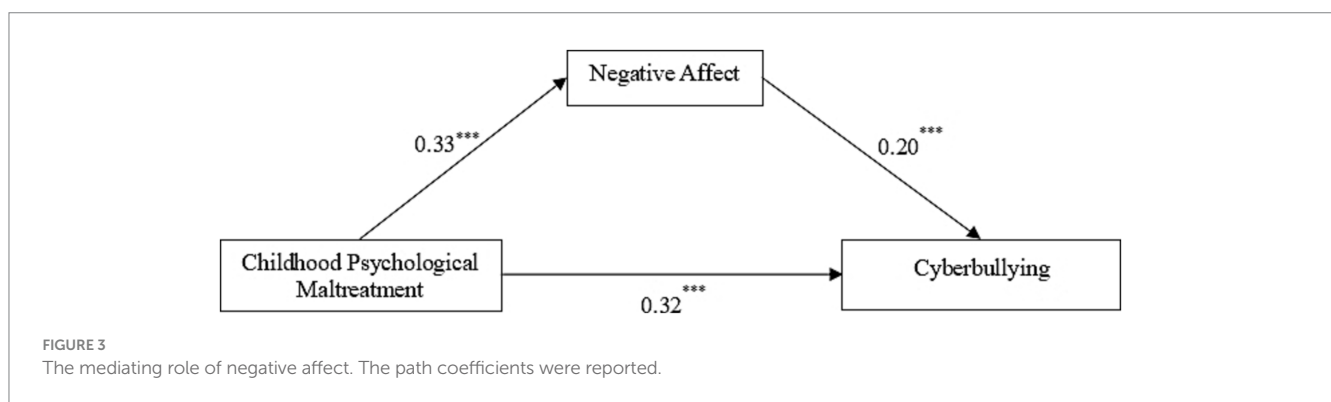 Negative Affect
0.33***
0.20***
Childhood Psychological
Maltreatment
Cyberbullying
0.32***
FIGURE 3
The mediating role of negative affect. The path coefficients were reported.